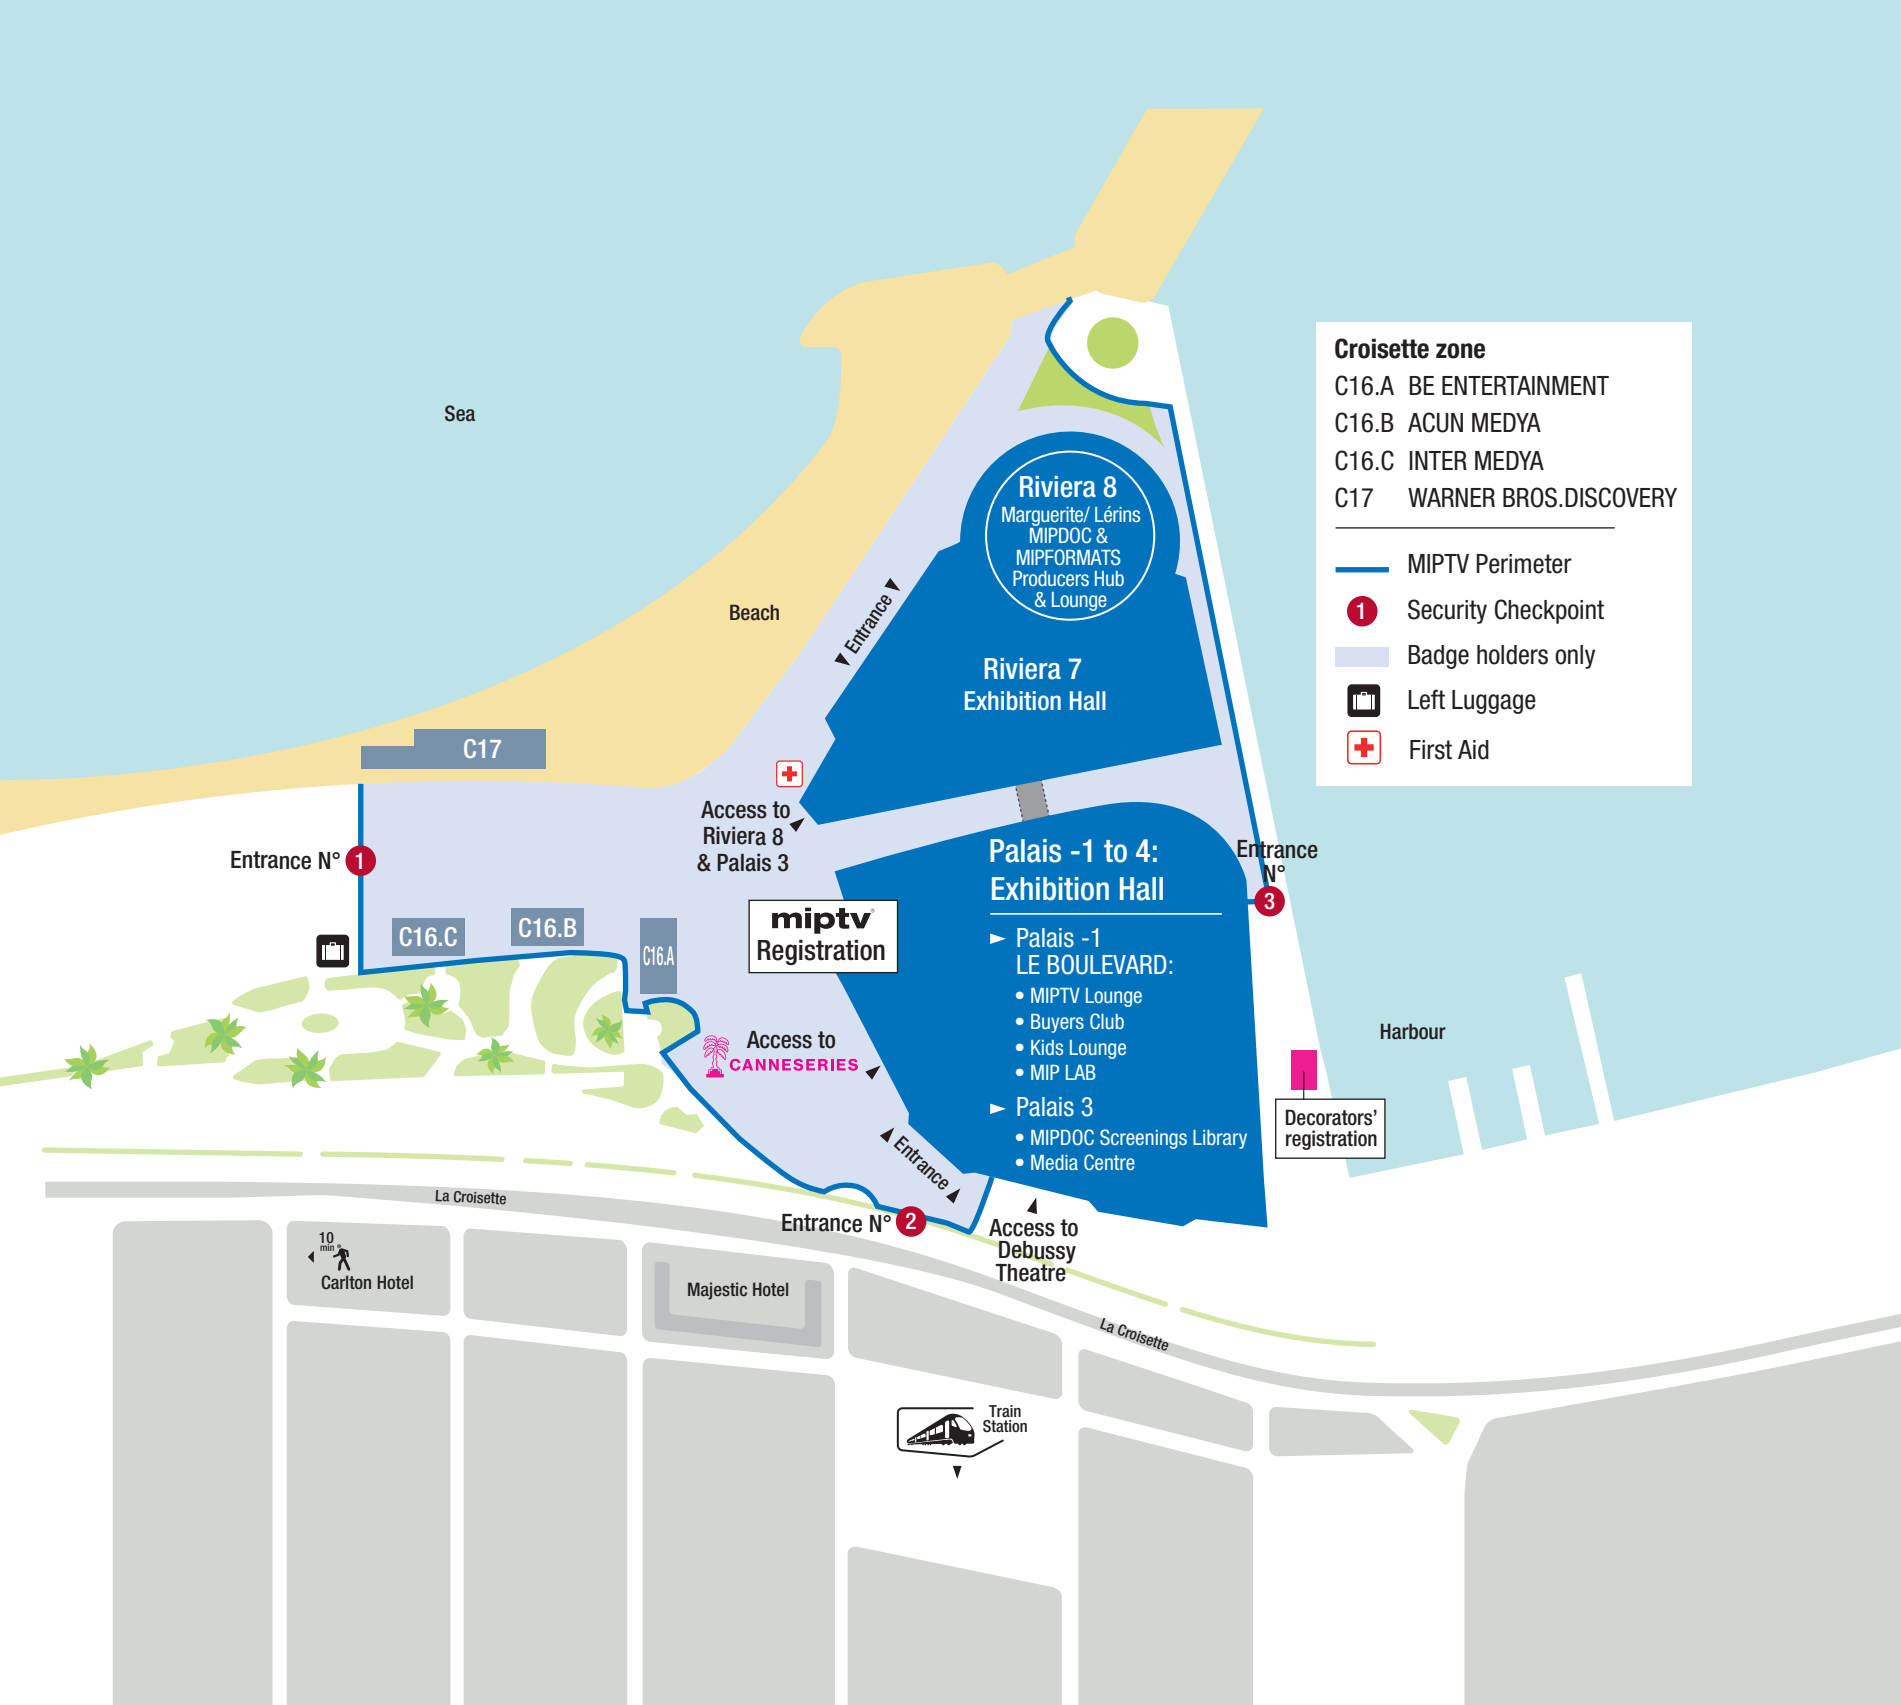 Sea
Beach
Riviera 8
Marguerite/ Lérins
MIPDOC &
MIPFORMATS
Producers Hub
& Lounge
Entrance
Riviera 7
Exhibition Hall
Croisette zone
C16.A BE ENTERTAINMENT
C16.B ACUN MEDYA
C16.C INTER MEDYA
C17 WARNER BROS.DISCOVERY
MIPTV Perimeter
1 Security Checkpoint
Badge holders only
Left Luggage
First Aid
C17
Access to
Riviera 8
& Palais 3
Entrance N° 1
C16.C
C16.B
C16.A
miptv®
Registration
Palais -1 to 4:
Exhibition Hall
Entrance
N°
3
► Palais -1
LE BOULEVARD:
• MIPTV Lounge
• Buyers Club
• Kids Lounge
• MIP LAB
► Palais 3
• MIPDOC Screenings Library
• Media Centre
Access to
CANNESERIES
Entrance
Harbour
Decorators'
registration
Entrance N° 2
Access to
Debussy
Theatre
La Croisette
10
min
Carlton Hotel
Majestic Hotel
La Croisette
Train
Station